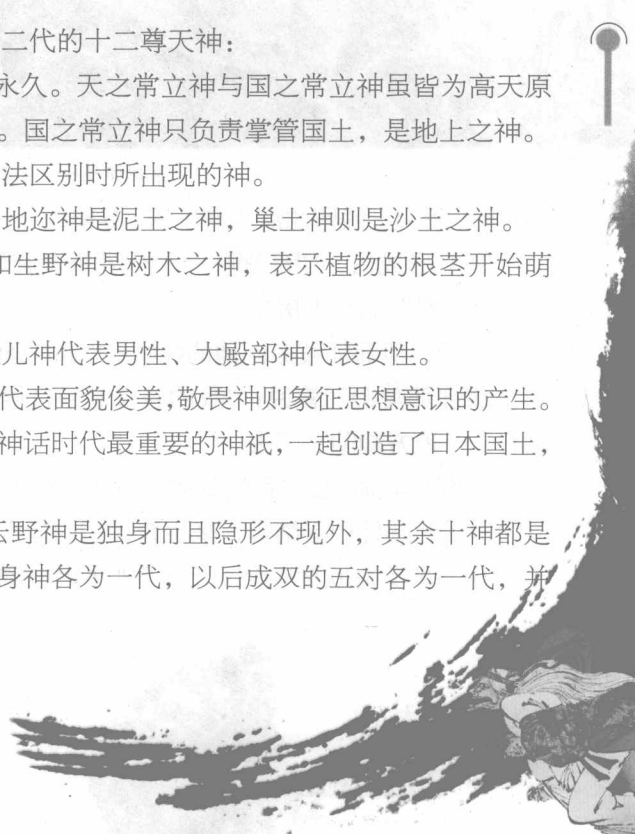 二代的十二尊天神：
永久。天之常立神与国之常立神虽皆为高天原
。国之常立神只负责掌管国土，是地上之神。
法区别时所出现的神。
地迩神是泥土之神，巢土神则是沙土之神。
和生野神是树木之神，表示植物的根茎开始萌
儿神代表男性、大殿部神代表女性。
代表面貌俊美，敬畏神则象征思想意识的产生。
神话时代最重要的神祇，一起创造了日本国土，
云野神是独身而且隐形不现外，其余十神都是
身神各为一代，以后成双的五对各为一代，并